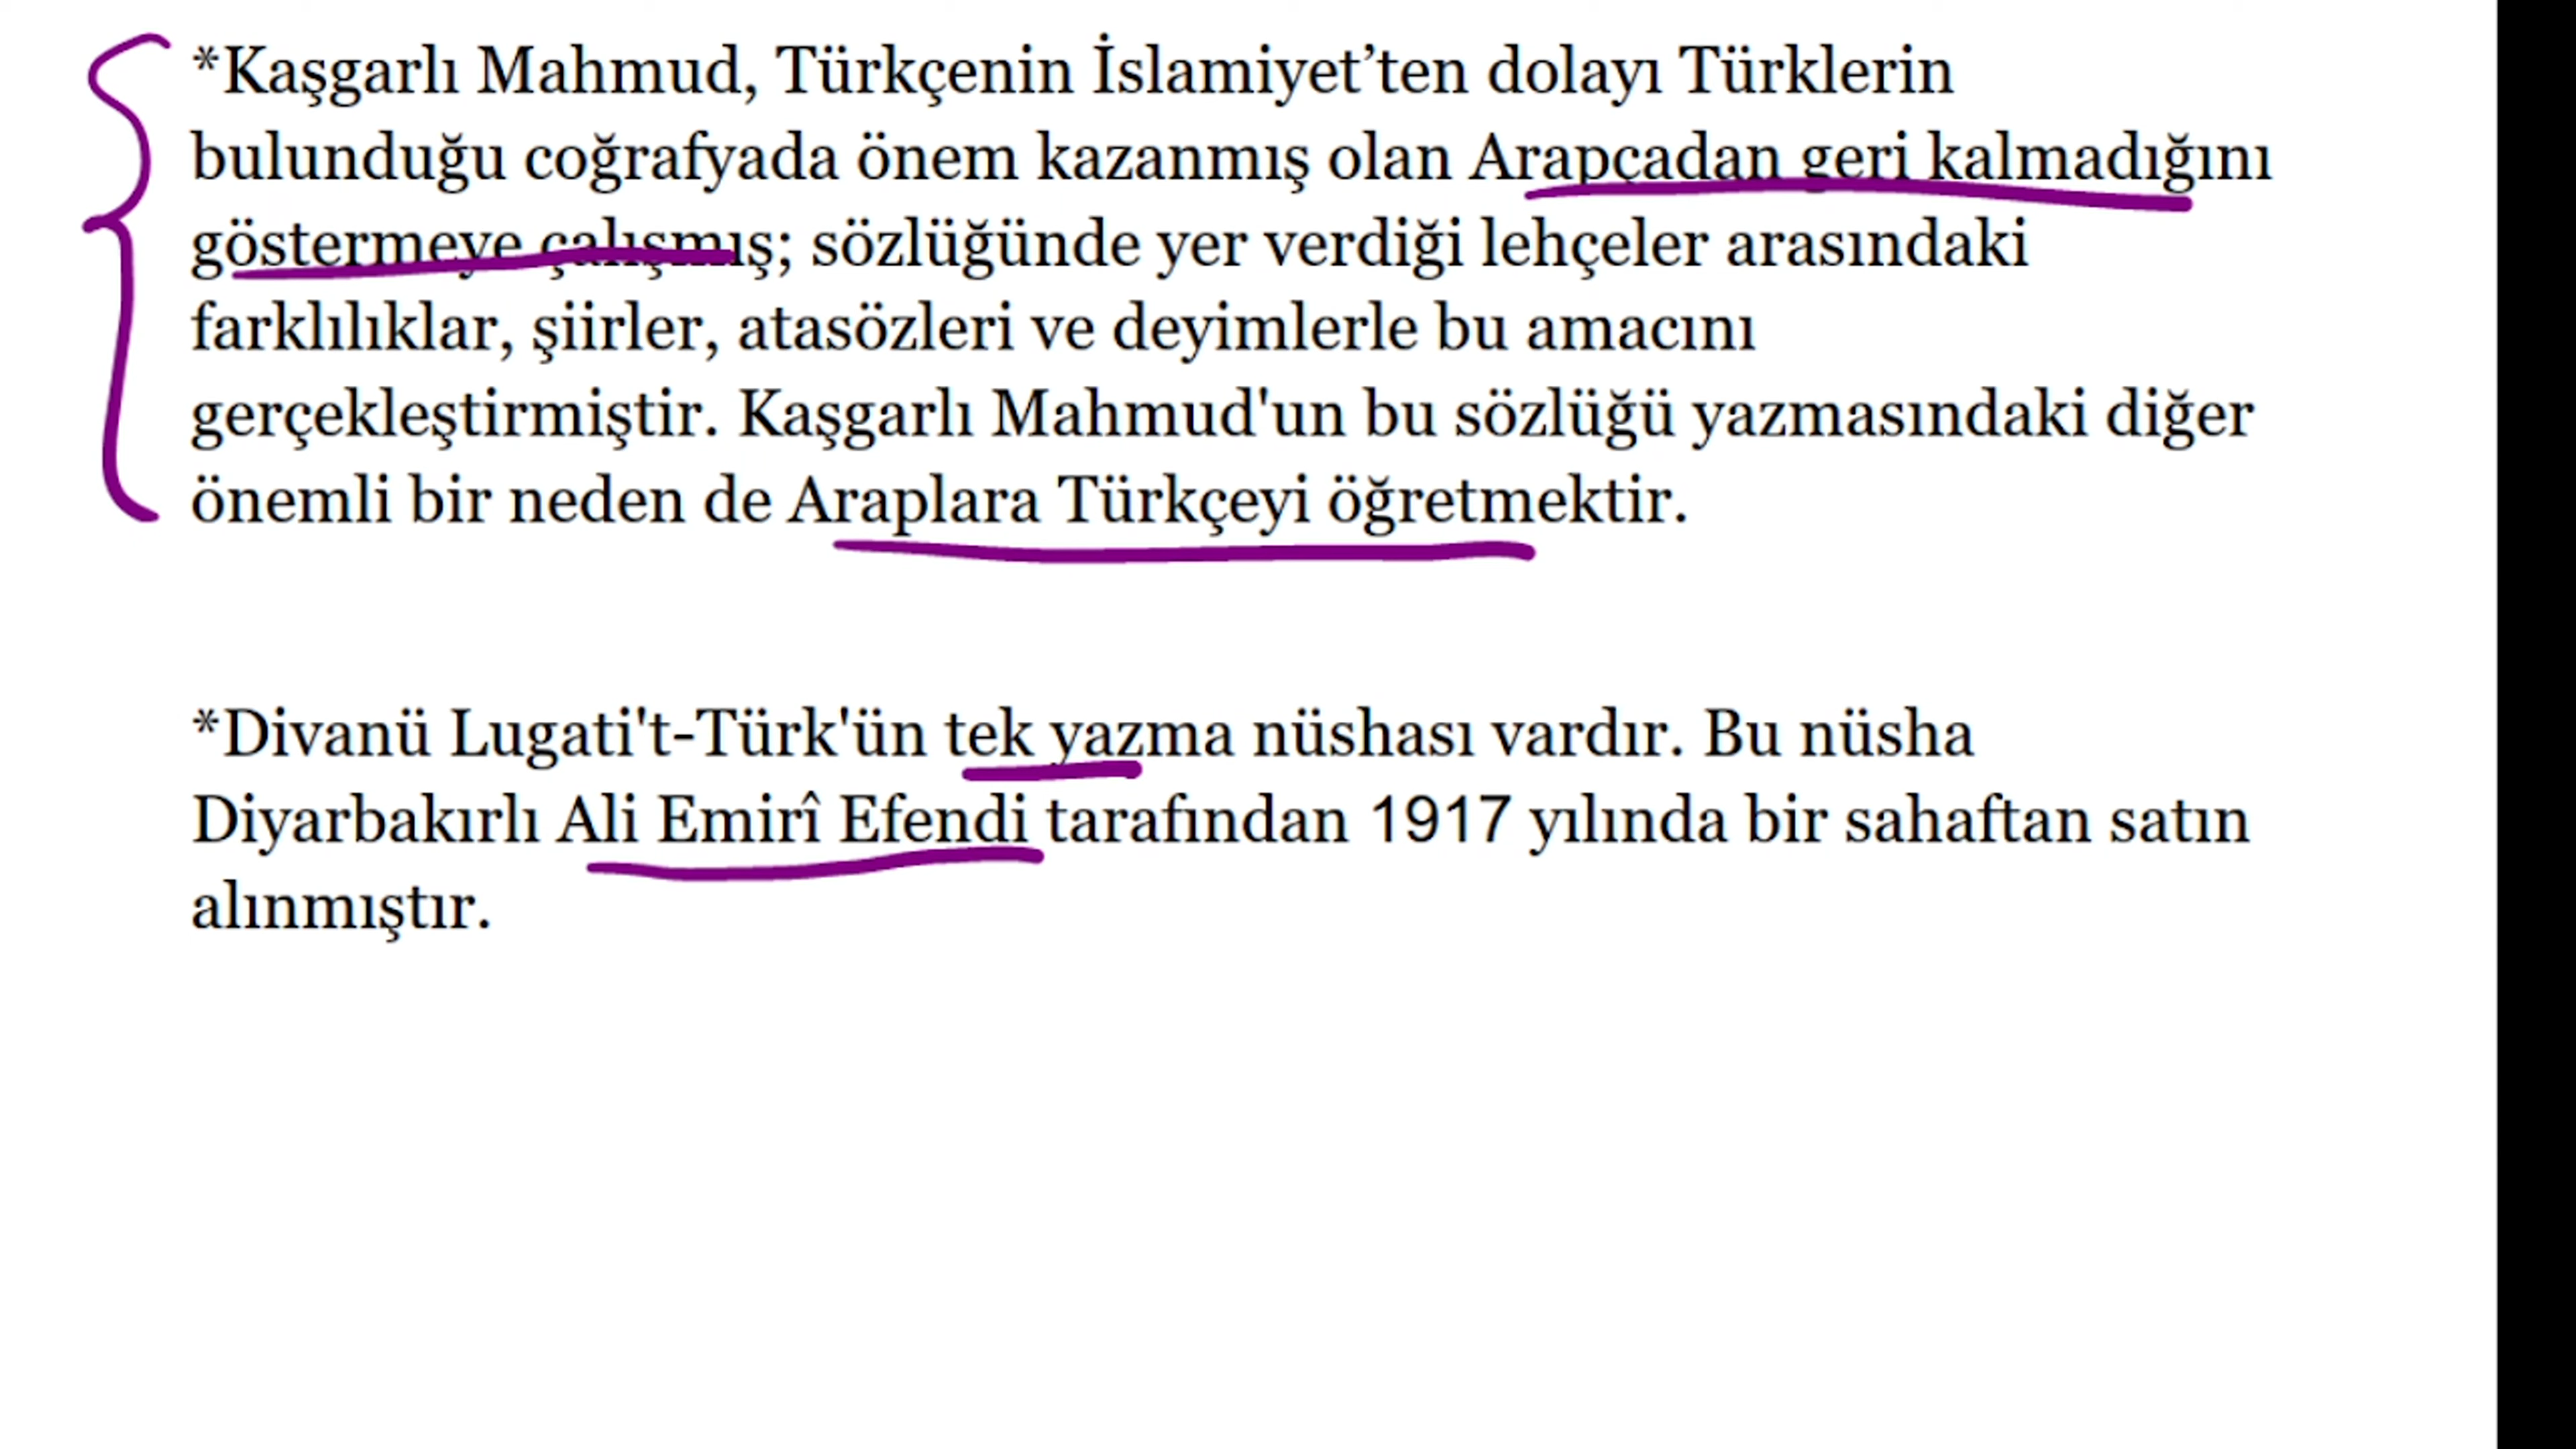 *Kaşgarlı Mahmud, Türkçenin İslamiyet’ten dolayı Türklerin
bulunduğu coğrafyada önem kazanmış olan Arapçadan geri kalmadığını
göstermeye çalışmış; sözlüğünde yer verdiği lehçeler arasındaki
farklılıklar, şiirler, atasözleri ve deyimlerle bu amacını
gerçekleştirmiştir. Kaşgarlı Mahmud'un bu sözlüğü yazmasındaki diğer
önemli bir neden de Araplara Türkçeyi öğretmektir.
*Divanü Lugati't-Türk'ün tek yazma nüshası vardır. Bu nüsha
Diyarbakırlı Ali Emirî Efendi tarafından 1917 yılında bir sahaftan satın
alınmıştır.